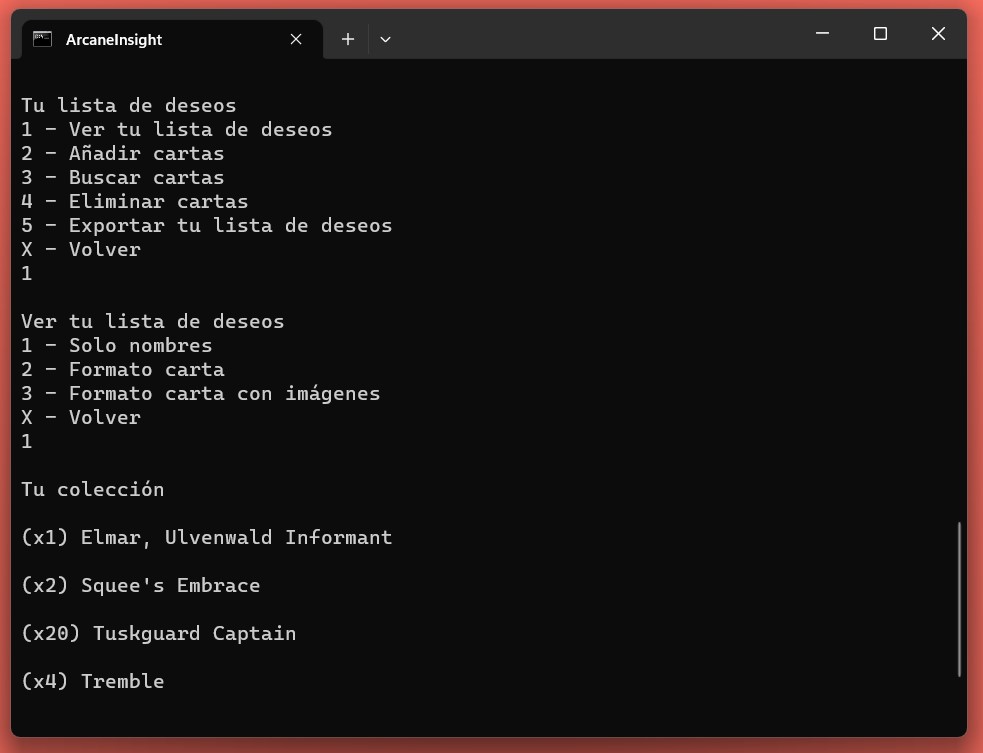 ArcaneInsight
Tu lista de deseos
1 - Ver tu lista de deseos
2 - Añadir cartas
3 - Buscar cartas
4 - Eliminar cartas
5 - Exportar tu lista de deseos
X - Volver
1
Ver tu lista de deseos
1 - Solo nombres
2 - Formato carta
3 - Formato carta con imágenes
X - Volver
1
Tu colección
(x1) Elmar, Ulvenwald Informant
(x2) Squee's Embrace
(x20) Tuskguard Captain
(x4) Tremble